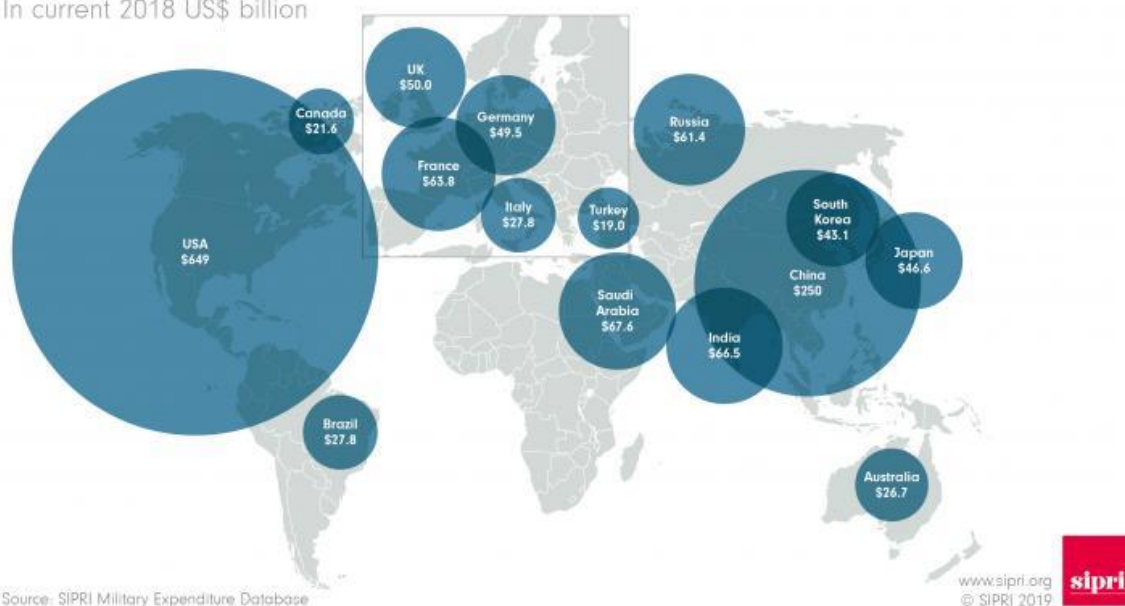 In current 2018 US$ billion
UK
$50.0
Canada
$21.6
Germany
$49.5
Russia
$61.4
France
$63.8
Italy
$27.8
Turkey
$19.0
South
Korea
$43.1
USA
$649
Japan
$46.6
China
$250
Saudi
Arabia
$67.6
India
$66.5
Brazil
$27.8
Australia
$26.7
www.sipri.org
© SIPRI 2019
sipri
Source: SIPRI Military Expenditure Database